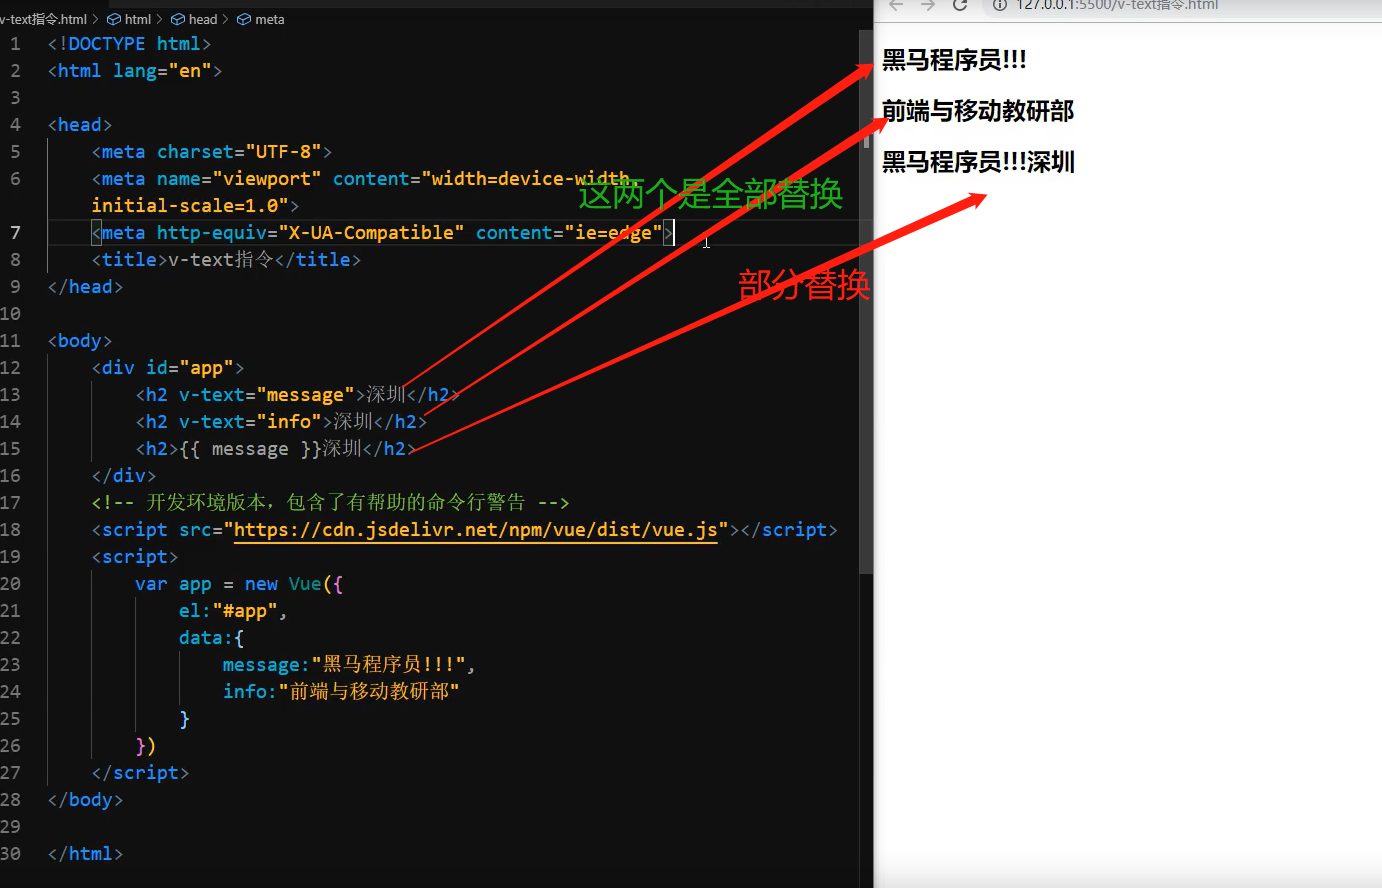 v-text指令.html > html > head > meta
127.0.0.1:5500/v-text指令.html
1 <!DOCTYPE html>
2 <html lang="en">
3
4 <head>
5 <meta charset="UTF-8">
6 <meta name="viewport" content="width=device-width,
initial-scale=1.0">
7 <meta http-equiv="X-UA-Compatible" content="ie=edge">
8 <title>v-text指令</title>
9 </head>
10
11 <body>
12 <div id="app">
13 <h2 v-text="message">深圳</h2>
14 <h2 v-text="info">深圳</h2>
15 <h2>{{ message }}深圳</h2>
16 </div>
17 <!-- 开发环境版本，包含了有帮助的命令行警告 -->
18 <script src="https://cdn.jsdelivr.net/npm/vue/dist/vue.js"></script>
19 <script>
20 var app = new Vue({
21 el:"#app",
22 data:{
23 message:"黑马程序员!!!",
24 info:"前端与移动教研部"
25 }
26 })
27 </script>
28 </body>
29
30 </html>
这两个是全部替换
部分替换
黑马程序员!!!
前端与移动教研部
黑马程序员!!!深圳